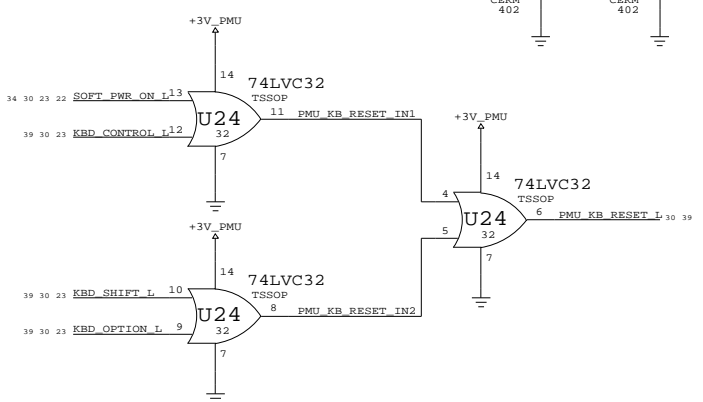 CERM
402
CERM
402
+3V_PMU
14
74LVC32
TSSOP
34 30 23 22 SOFT_PWR_ON_L 13
U24
11 PMU_KB_RESET_IN1
39 30 23 KBD_CONTROL_L 12
32
7
+3V_PMU
14
74LVC32
TSSOP
4
U24
6 PMU_KB_RESET_L 30 39
5
32
7
+3V_PMU
14
74LVC32
TSSOP
39 30 23 KBD_SHIFT_L 10
U24
8 PMU_KB_RESET_IN2
39 30 23 KBD_OPTION_L 9
32
7